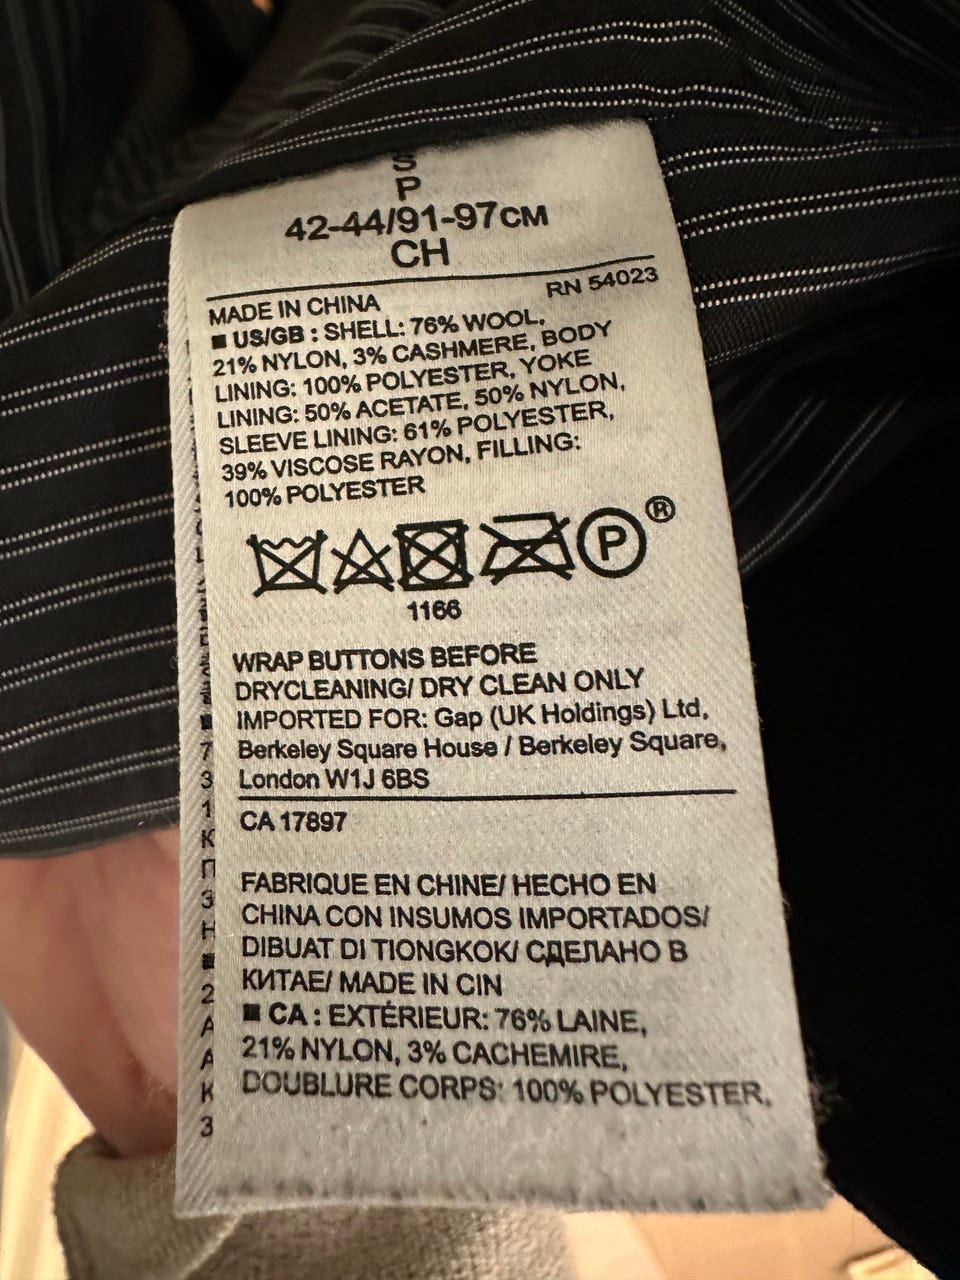 S
P
42-44/91-97CM
CH
RN 54023
MADE IN CHINA
■ US/GB : SHELL: 76% WOOL,
21% NYLON, 3% CASHMERE, BODY
LINING: 100% POLYESTER, YOKE
LINING: 50% ACETATE, 50% NYLON,
SLEEVE LINING: 61% POLYESTER,
39% VISCOSE RAYON, FILLING:
100% POLYESTER
P ®
1166
WRAP BUTTONS BEFORE
DRYCLEANING/ DRY CLEAN ONLY
IMPORTED FOR: Gap (UK Holdings) Ltd,
Berkeley Square House / Berkeley Square,
London W1J 6BS
CA 17897
FABRIQUE EN CHINE/ HECHO EN
CHINA CON INSUMOS IMPORTADOS/
DIBUAT DI TIONGKOK/ СДЕЛАНО В
КИТАЕ/ MADE IN CIN
■ CA : EXTÉRIEUR: 76% LAINE,
21% NYLON, 3% CACHEMIRE,
DOUBLURE CORPS: 100% POLYESTER,